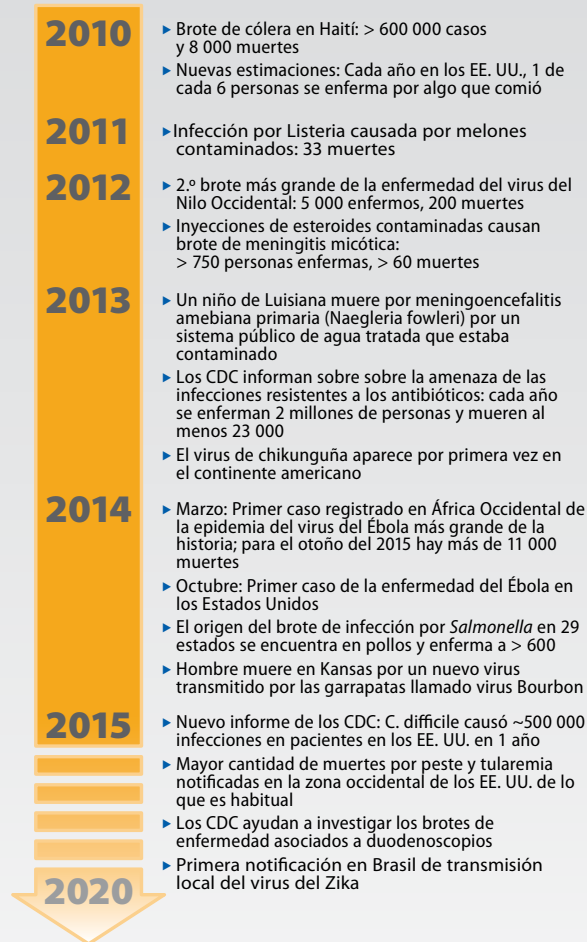 2010
▸ Brote de cólera en Haití: > 600 000 casos
y 8 000 muertes
▸ Nuevas estimaciones: Cada año en los EE. UU., 1 de
cada 6 personas se enferma por algo que comió
2011
▸Infección por Listeria causada por melones
contaminados: 33 muertes
2012
▸ 2.º brote más grande de la enfermedad del virus del
Nilo Occidental: 5 000 enfermos, 200 muertes
▸ Inyecciones de esteroides contaminadas causan
brote de meningitis micótica:
> 750 personas enfermas, > 60 muertes
2013
▸ Un niño de Luisiana muere por meningoencefalitis
amebiana primaria (Naegleria fowleri) por un
sistema público de agua tratada que estaba
contaminado
▸ Los CDC informan sobre sobre la amenaza de las
infecciones resistentes a los antibióticos: cada año
se enferman 2 millones de personas y mueren al
menos 23 000
▸ El virus de chikunguña aparece por primera vez en
el continente americano
2014
▸ Marzo: Primer caso registrado en África Occidental de
la epidemia del virus del Ébola más grande de la
historia; para el otoño del 2015 hay más de 11 000
muertes
▸ Octubre: Primer caso de la enfermedad del Ébola en
los Estados Unidos
▸ El origen del brote de infección por Salmonella en 29
estados se encuentra en pollos y enferma a > 600
▸ Hombre muere en Kansas por un nuevo virus
transmitido por las garrapatas llamado virus Bourbon
2015
▸ Nuevo informe de los CDC: C. difficile causó ~500 000
infecciones en pacientes en los EE. UU. en 1 año
▸ Mayor cantidad de muertes por peste y tularemia
notificadas en la zona occidental de los EE. UU. de lo
que es habitual
▸ Los CDC ayudan a investigar los brotes de
enfermedad asociados a duodenoscopios
▸ Primera notificación en Brasil de transmisión
local del virus del Zika
2020